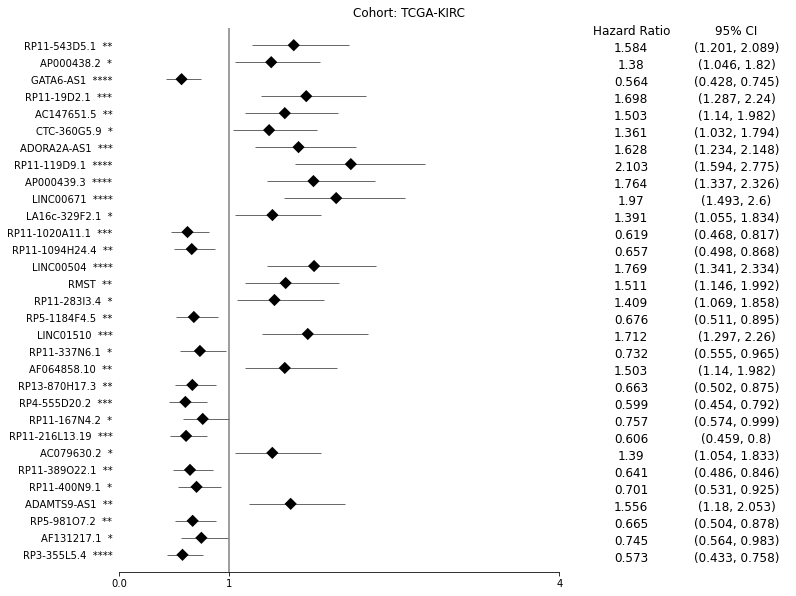 Cohort: TCGA-KIRC
Hazard Ratio 95% CI
RP11-543D5.1 ** 1.584 (1.201, 2.089)
AP000438.2 * 1.38 (1.046, 1.82)
GATA6-AS1 **** 0.564 (0.428, 0.745)
RP11-19D2.1 *** 1.698 (1.287, 2.24)
AC147651.5 ** 1.503 (1.14, 1.982)
CTC-360G5.9 * 1.361 (1.032, 1.794)
ADORA2A-AS1 *** 1.628 (1.234, 2.148)
RP11-119D9.1 **** 2.103 (1.594, 2.775)
AP000439.3 **** 1.764 (1.337, 2.326)
LINC00671 **** 1.97 (1.493, 2.6)
LA16c-329F2.1 * 1.391 (1.055, 1.834)
RP11-1020A11.1 *** 0.619 (0.468, 0.817)
RP11-1094H24.4 ** 0.657 (0.498, 0.868)
LINC00504 **** 1.769 (1.341, 2.334)
RMST ** 1.511 (1.146, 1.992)
RP11-283I3.4 * 1.409 (1.069, 1.858)
RP5-1184F4.5 ** 0.676 (0.511, 0.895)
LINC01510 *** 1.712 (1.297, 2.26)
RP11-337N6.1 * 0.732 (0.555, 0.965)
AF064858.10 ** 1.503 (1.14, 1.982)
RP13-870H17.3 ** 0.663 (0.502, 0.875)
RP4-555D20.2 *** 0.599 (0.454, 0.792)
RP11-167N4.2 * 0.757 (0.574, 0.999)
RP11-216L13.19 *** 0.606 (0.459, 0.8)
AC079630.2 * 1.39 (1.054, 1.833)
RP11-389O22.1 ** 0.641 (0.486, 0.846)
RP11-400N9.1 * 0.701 (0.531, 0.925)
ADAMTS9-AS1 ** 1.556 (1.18, 2.053)
RP5-981O7.2 ** 0.665 (0.504, 0.878)
AF131217.1 * 0.745 (0.564, 0.983)
RP3-355L5.4 **** 0.573 (0.433, 0.758)
0.0 1 4